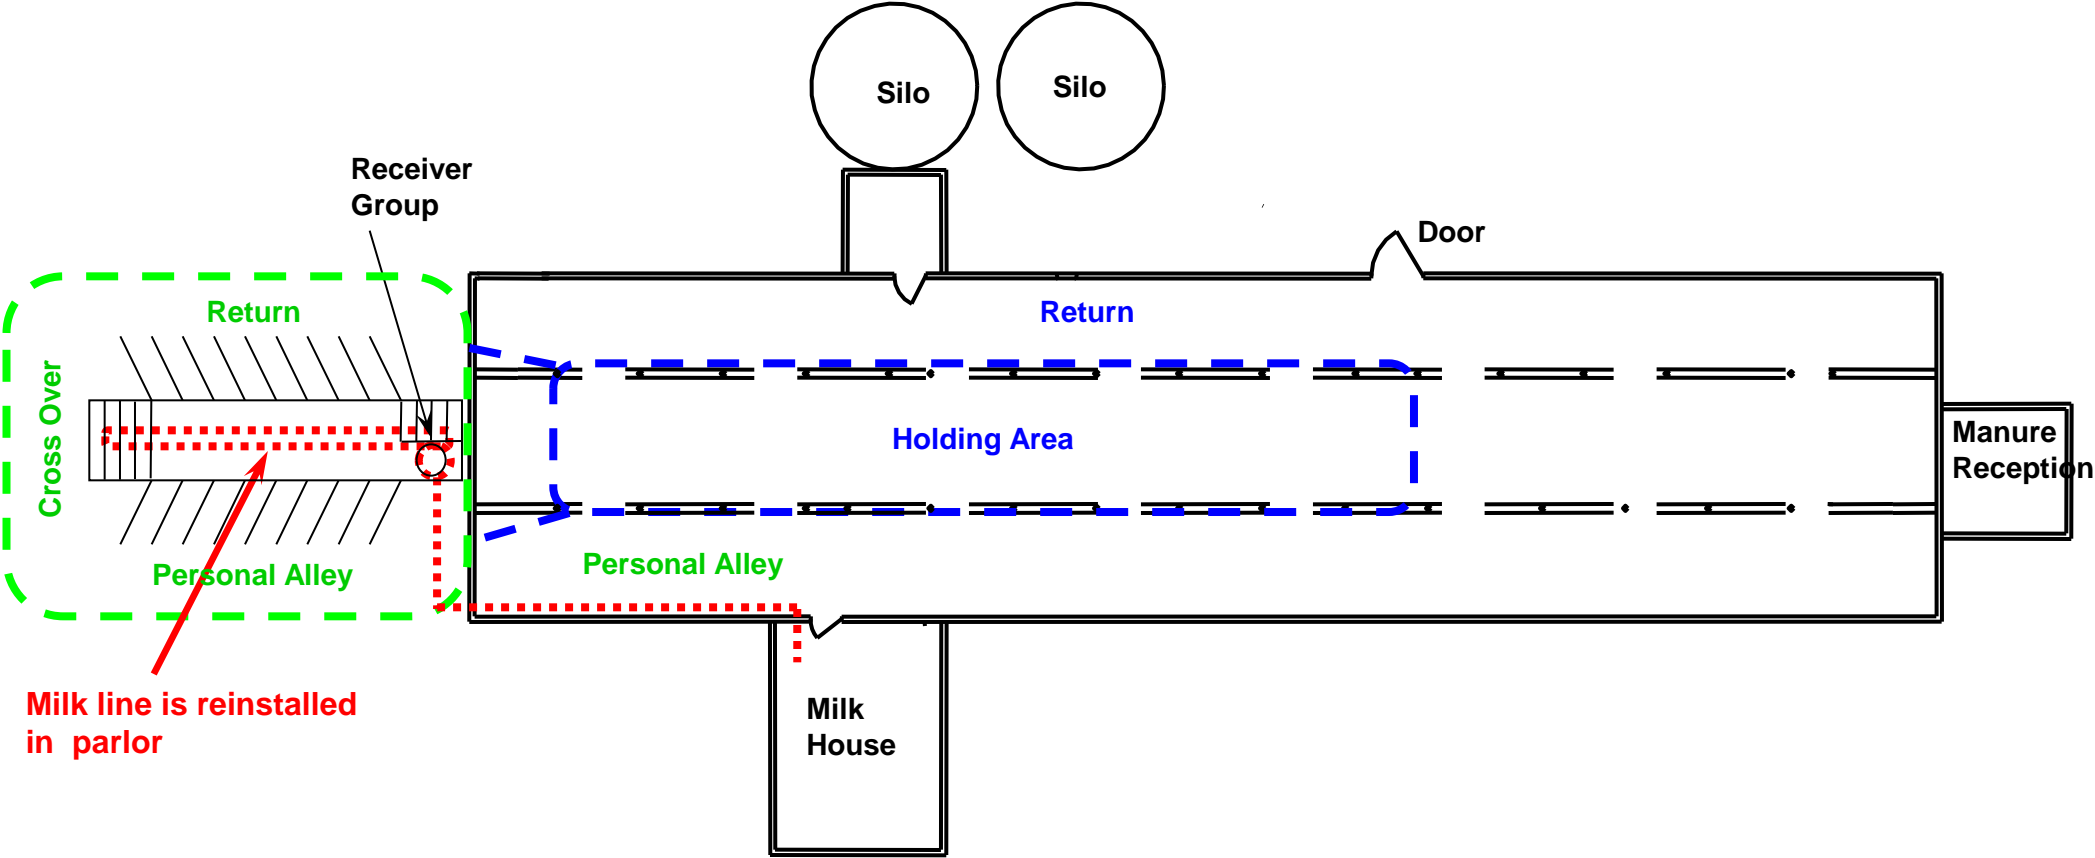 Silo
Silo
Receiver
Group
Door
Return
Return
Cross Over
Holding Area
Manure
Reception
Personal Alley
Personal Alley
Milk line is reinstalled
in  parlor
Milk
House